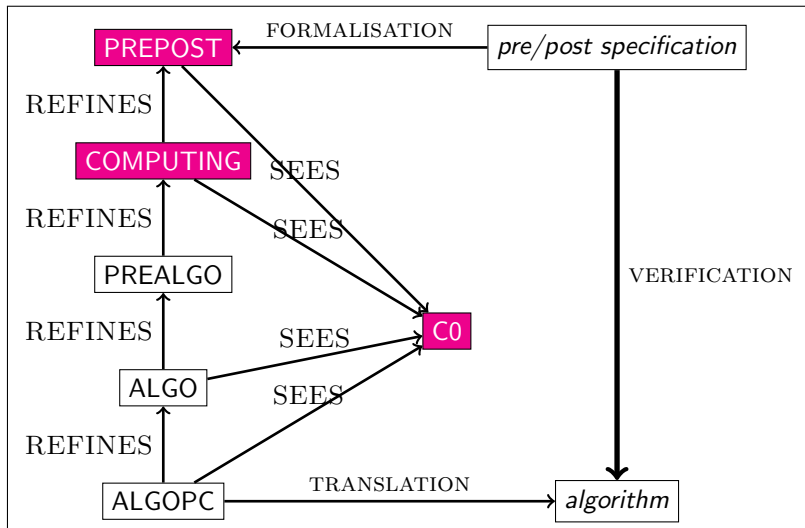 FORMALISATION
PREPOST
pre/post specification
REFINES
COMPUTING
SEES
REFINES
SEES
PREALGO
VERIFICATION
REFINES
C0
SEES
ALGO
SEES
REFINES
TRANSLATION
ALGOPC
algorithm